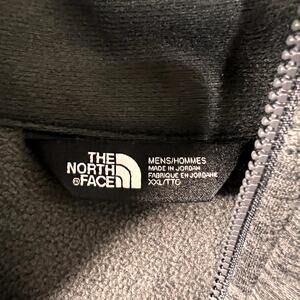 THE
NORTH
FACE
MENS/HOMMES
MADE IN JORDAN
FABRIQUÉ EN JORDANIE
XXL/TTG